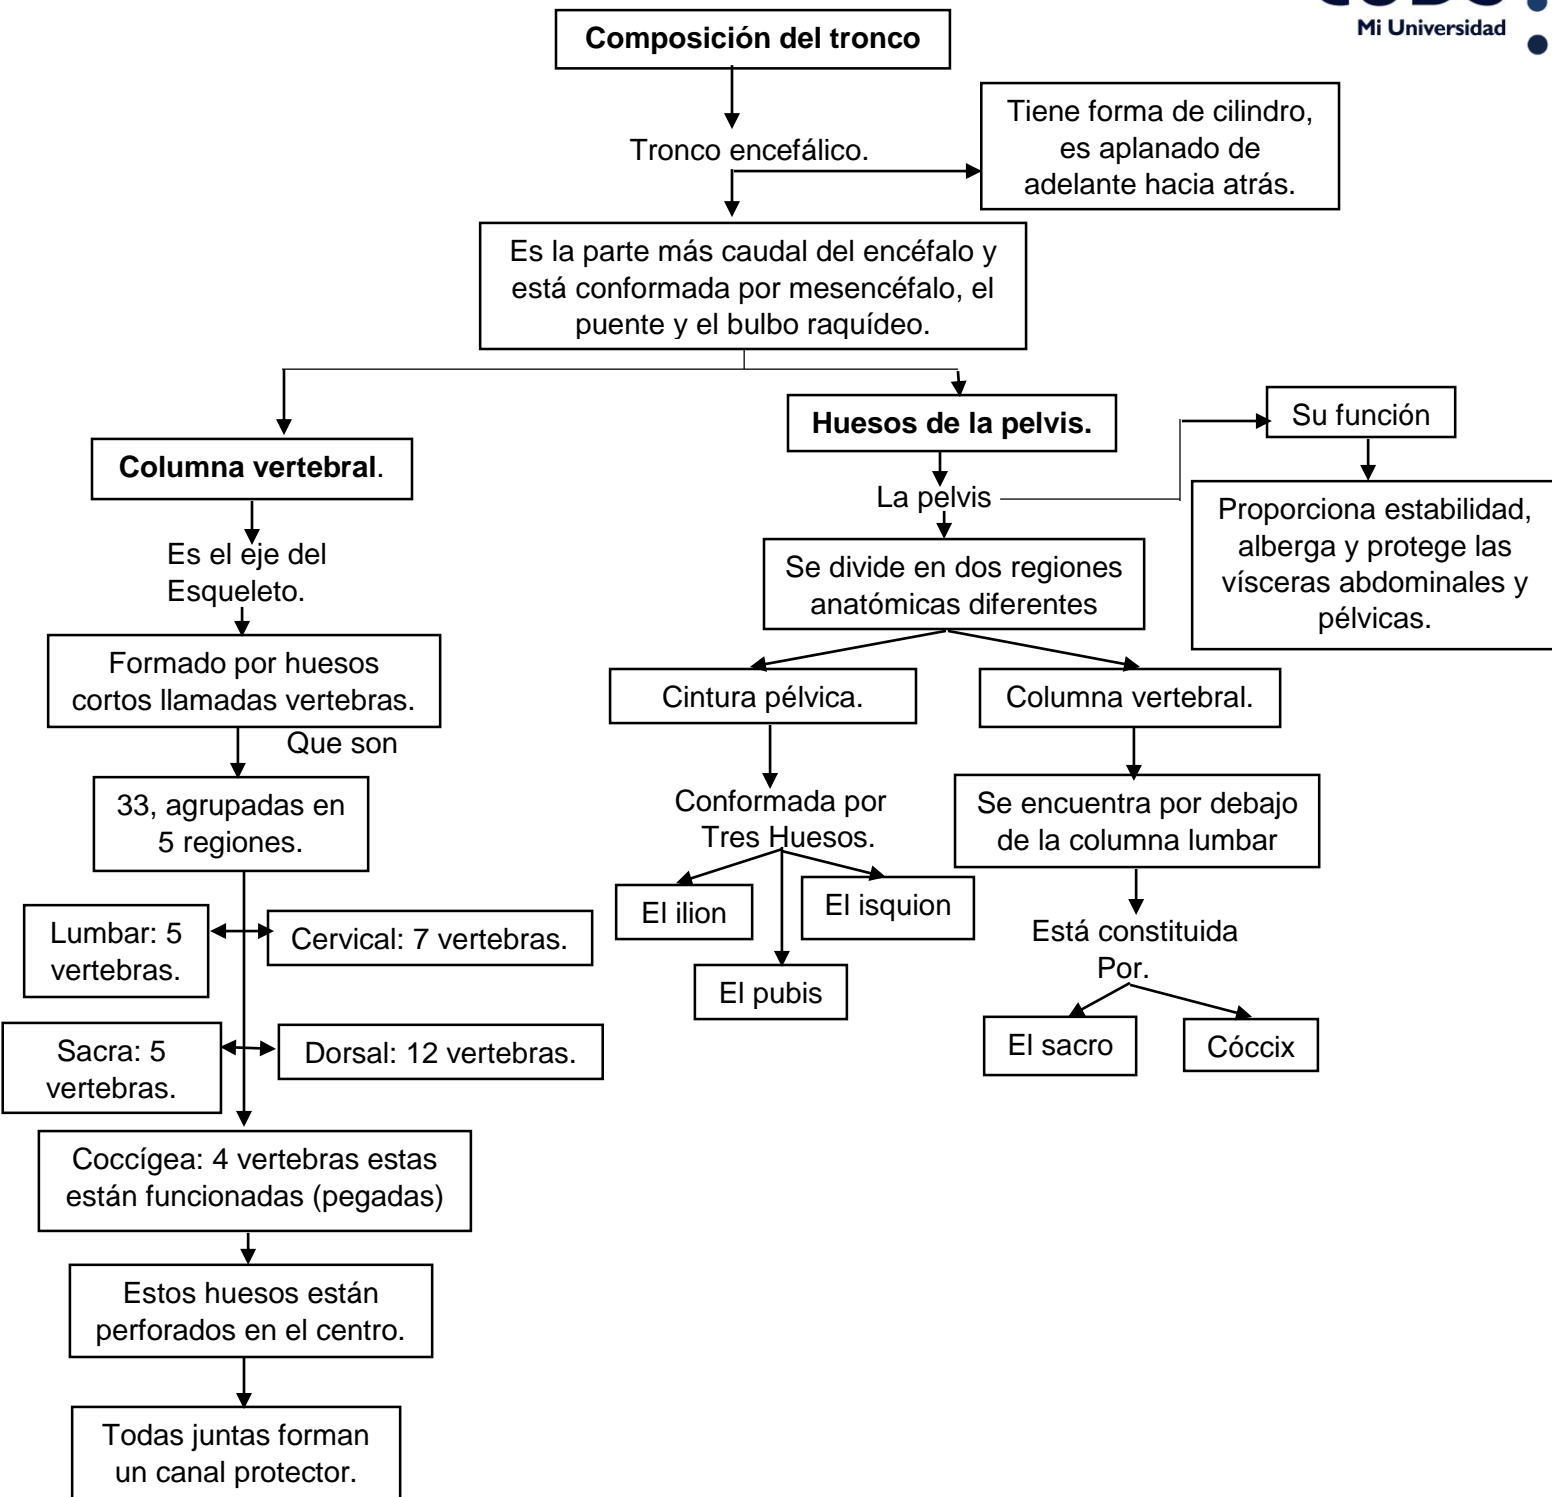 Mi Universidad
Composición del tronco
Tronco encefálico.
Tiene forma de cilindro,
es aplanado de
adelante hacia atrás.
Es la parte más caudal del encéfalo y
está conformada por mesencéfalo, el
puente y el bulbo raquídeo.
Columna vertebral.
Es el eje del
Esqueleto.
Formado por huesos
cortos llamadas vertebras.
Que son
33, agrupadas en
5 regiones.
Lumbar: 5
vertebras.
Cervical: 7 vertebras.
Sacra: 5
vertebras.
Dorsal: 12 vertebras.
Coccígea: 4 vertebras estas
están funcionadas (pegadas)
Estos huesos están
perforados en el centro.
Todas juntas forman
un canal protector.
Huesos de la pelvis.
La pelvis
Su función
Proporciona estabilidad,
alberga y protege las
vísceras abdominales y
pélvicas.
Se divide en dos regiones
anatómicas diferentes
Cintura pélvica.
Conformada por
Tres Huesos.
El ilion
El isquion
El pubis
Columna vertebral.
Se encuentra por debajo
de la columna lumbar
Está constituida
Por.
El sacro
Cóccix